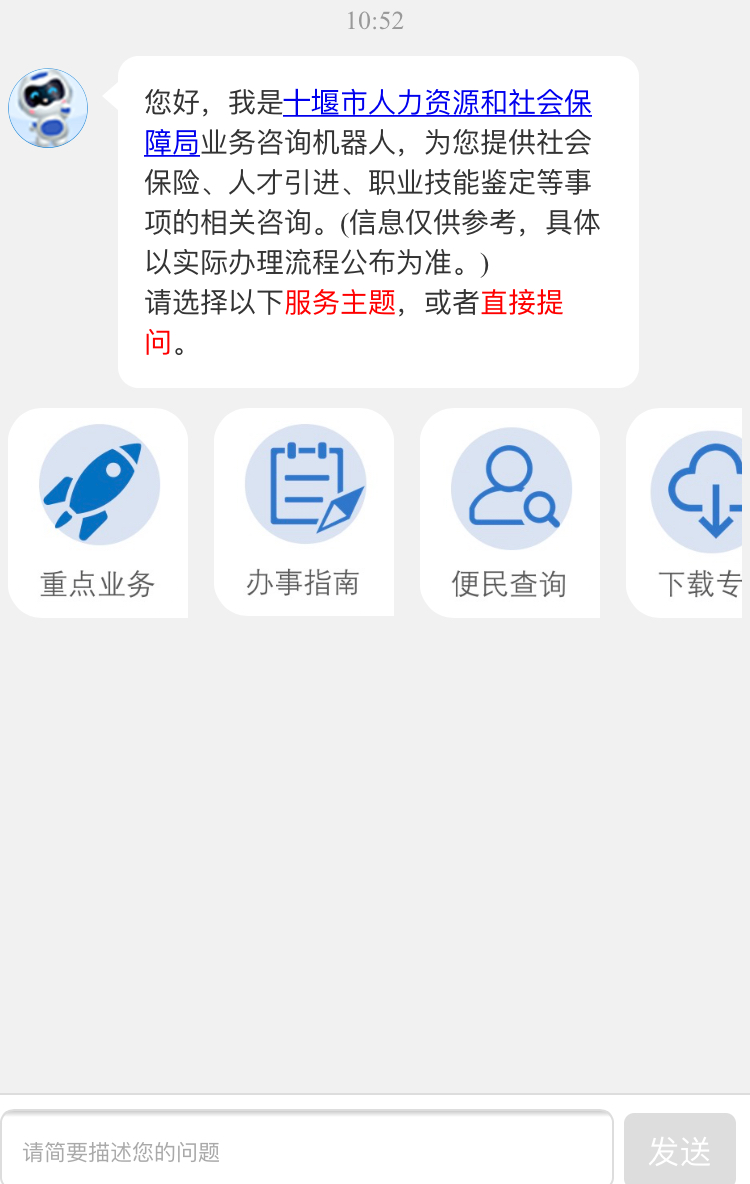 10:52
您好，我是十堰市人力资源和社会保
障局业务咨询机器人，为您提供社会
保险、人才引进、职业技能鉴定等事
项的相关咨询。(信息仅供参考，具体
以实际办理流程公布为准。)
请选择以下服务主题，或者直接提
问。
重点业务
办事指南
便民查询
下载专
请简要描述您的问题
发送